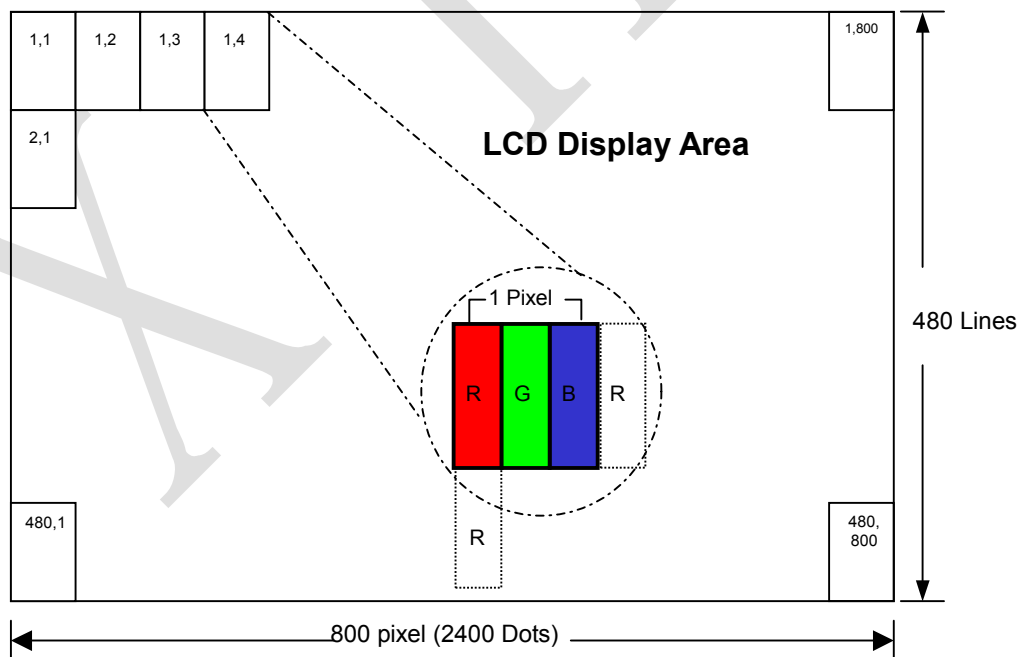 1,1 1,2 1,3 1,4 1,800
2,1
LCD Display Area
1 Pixel
480 Lines
R G B R
480,1
480,
800
R
800 pixel (2400 Dots)